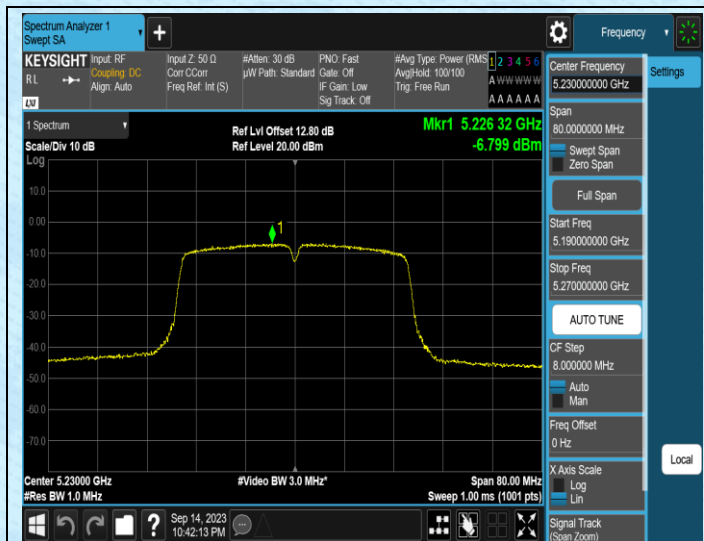 Spectrum Analyzer 1
Swept SA
Frequency
KEYSIGHT
R L
LXI
Input: RF
Coupling: DC
Align: Auto
Input Z: 50 Ω
Corr CCorr
Freq Ref: Int (S)
#Atten: 30 dB
µW Path: Standard
PNO: Fast
Gate: Off
IF Gain: Low
Sig Track: Off
#Avg Type: Power (RMS
Avg|Hold: 100/100
Trig: Free Run
1 2 3 4 5 6
A W W W W W
A A A A A A
1 Spectrum
Scale/Div 10 dB
Ref Lvl Offset 12.80 dB
Ref Level 20.00 dBm
Mkr1 5.226 32 GHz
-6.799 dBm
Log
10.0
0.00
-10.0
-20.0
-30.0
-40.0
-50.0
-60.0
-70.0
1
Center 5.23000 GHz
#Res BW 1.0 MHz
#Video BW 3.0 MHz*
Span 80.00 MHz
Sweep 1.00 ms (1001 pts)
Sep 14, 2023
10:42:13 PM
Center Frequency
5.230000000 GHz
Settings
Span
80.0000000 MHz
Swept Span
Zero Span
Full Span
Start Freq
5.190000000 GHz
Stop Freq
5.270000000 GHz
AUTO TUNE
CF Step
8.000000 MHz
Auto
Man
Freq Offset
0 Hz
X Axis Scale
Log
Lin
Local
Signal Track
(Span Zoom)